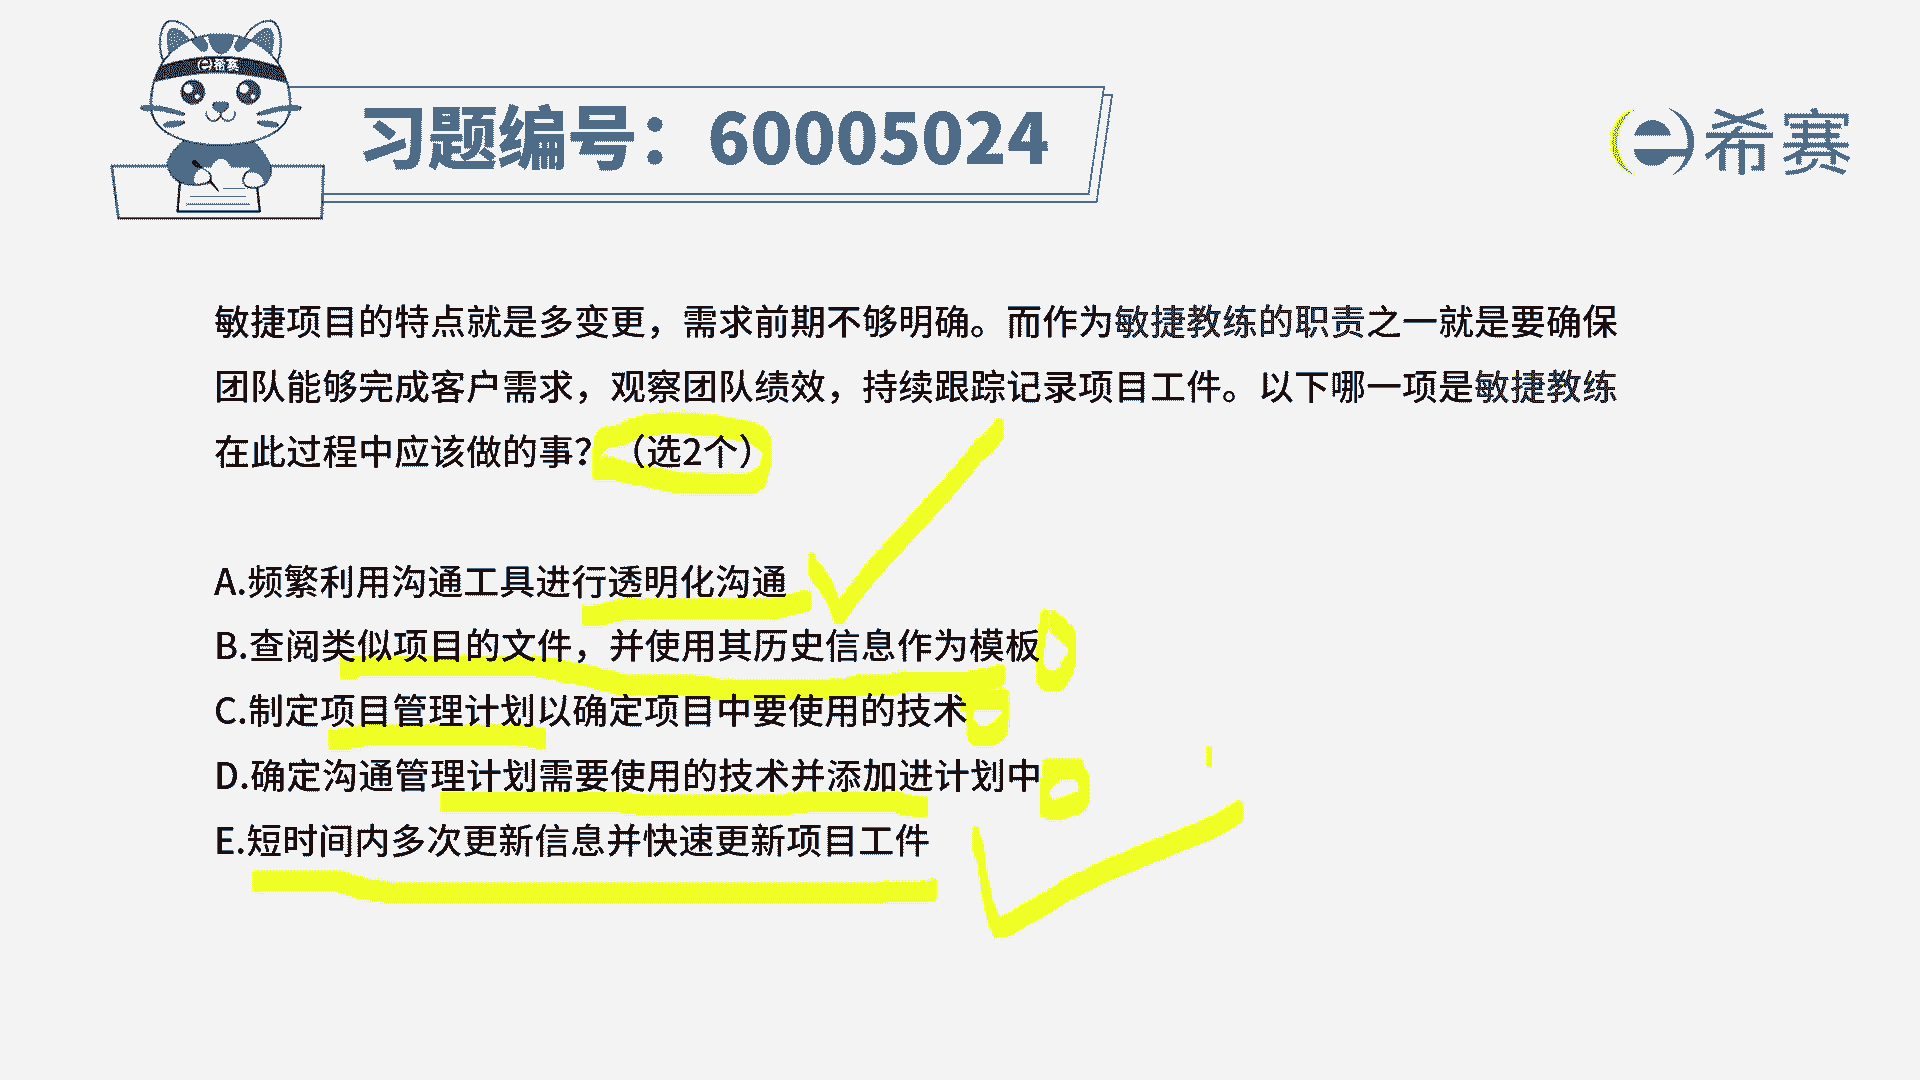 e希赛
习题编号：60005024
e希赛
敏捷项目的特点就是多变更，需求前期不够明确。而作为敏捷教练的职责之一就是要确保
团队能够完成客户需求，观察团队绩效，持续跟踪记录项目工件。以下哪一项是敏捷教练
在此过程中应该做的事？（选2个）
A.频繁利用沟通工具进行透明化沟通
B.查阅类似项目的文件，并使用其历史信息作为模板
C.制定项目管理计划以确定项目中要使用的技术
D.确定沟通管理计划需要使用的技术并添加进计划中
E.短时间内多次更新信息并快速更新项目工件